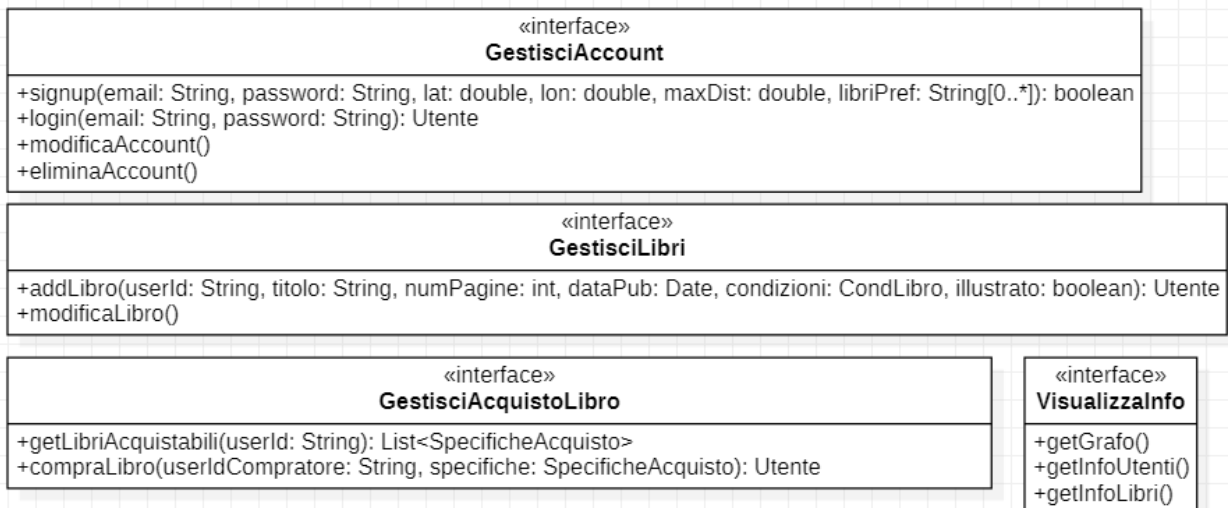 «interface»
GestisciAccount
+signup(email: String, password: String, lat: double, lon: double, maxDist: double, libriPref: String[0..*]): boolean
+login(email: String, password: String): Utente
+modificaAccount()
+eliminaAccount()
«interface»
GestisciLibri
+addLibro(userId: String, titolo: String, numPagine: int, dataPub: Date, condizioni: CondLibro, illustrato: boolean): Utente
+modificaLibro()
«interface»
GestisciAcquistoLibro
+getLibriAcquistabili(userId: String): List<SpecificheAcquisto>
+compraLibro(userIdCompratore: String, specifiche: SpecificheAcquisto): Utente
«interface»
VisualizzaInfo
+getGrafo()
+getInfoUtenti()
+getInfoLibri()